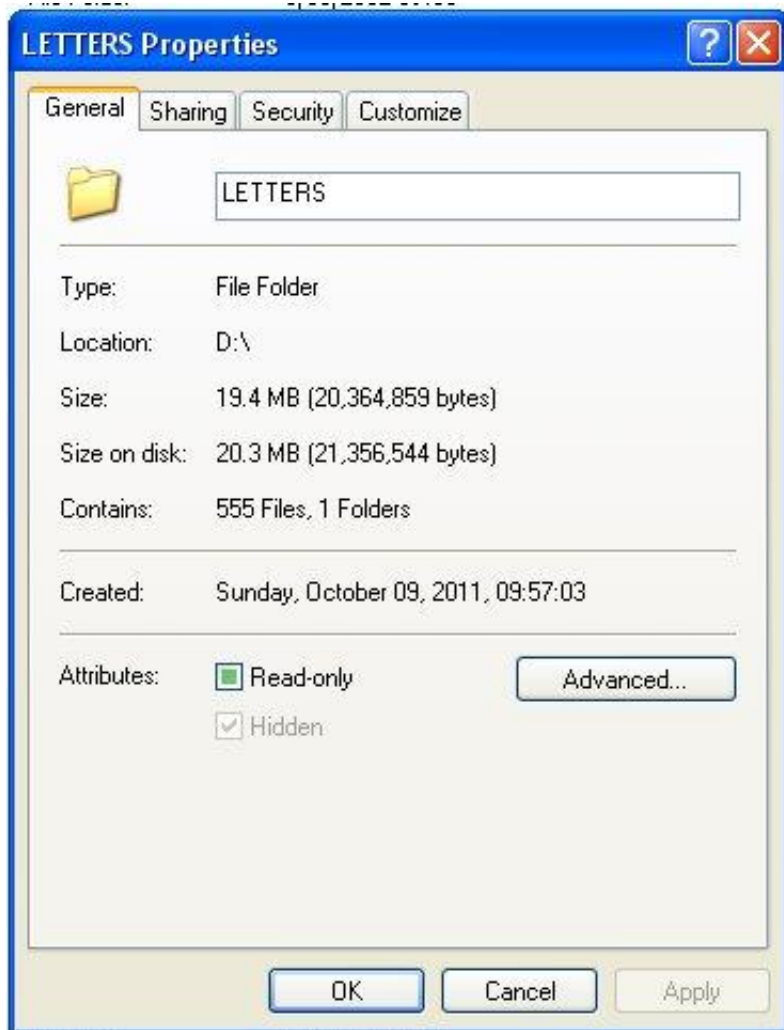 LETTERS Properties
General Sharing Security Customize
LETTERS
Type: File Folder
Location: D:\
Size: 19.4 MB (20,364,859 bytes)
Size on disk: 20.3 MB (21,356,544 bytes)
Contains: 555 Files, 1 Folders
Created: Sunday, October 09, 2011, 09:57:03
Attributes: Read-only Advanced...
Hidden
OK Cancel Apply